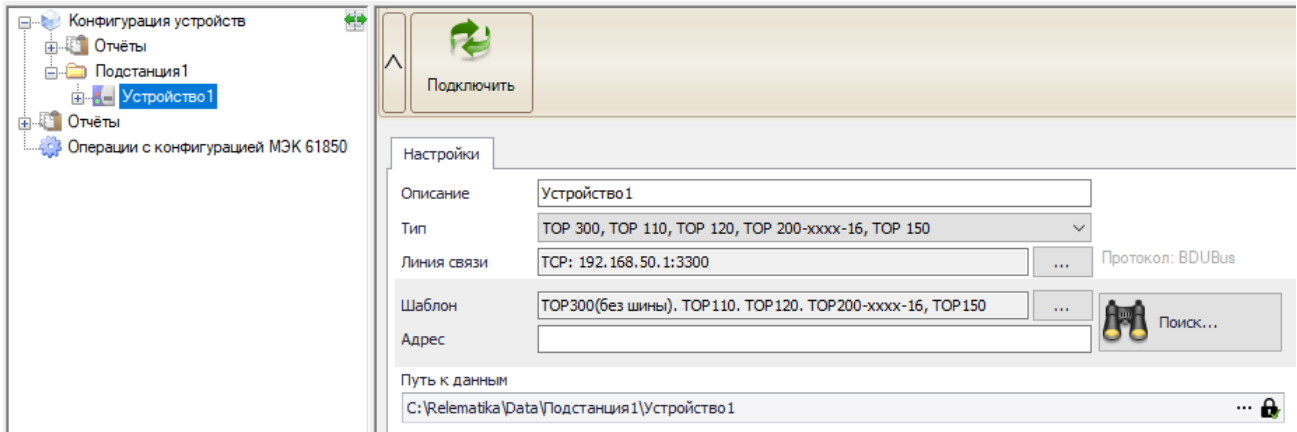 Конфигурация устройств
Отчёты
Подстанция1
Устройство1
Отчёты
Операции с конфигурацией МЭК 61850
Подключить
Настройки
Описание Устройство1
Тип ТОР 300, ТОР 110, ТОР 120, ТОР 200-xxxx-16, ТОР 150
Линия связи TCP: 192.168.50.1:3300 ... Протокол: BDUBus
Шаблон ТОР300(без шины). ТОР110. ТОР120. ТОР200-xxxx-16, ТОР150 ...
Поиск...
Адрес
Путь к данным
C:\Relematika\Data\Подстанция1\Устройство1 ...